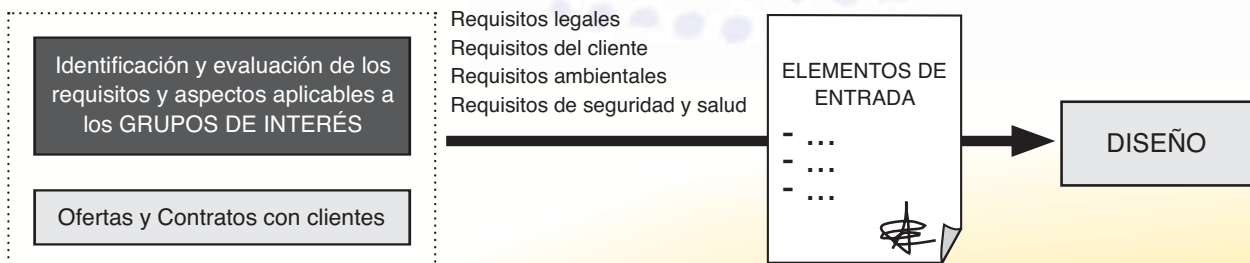 Identificación y evaluación de los
requisitos y aspectos aplicables a
los GRUPOS DE INTERÉS
Ofertas y Contratos con clientes
Requisitos legales
Requisitos del cliente
Requisitos ambientales
Requisitos de seguridad y salud
ELEMENTOS DE
ENTRADA
- ...
- ...
- ...
DISEÑO